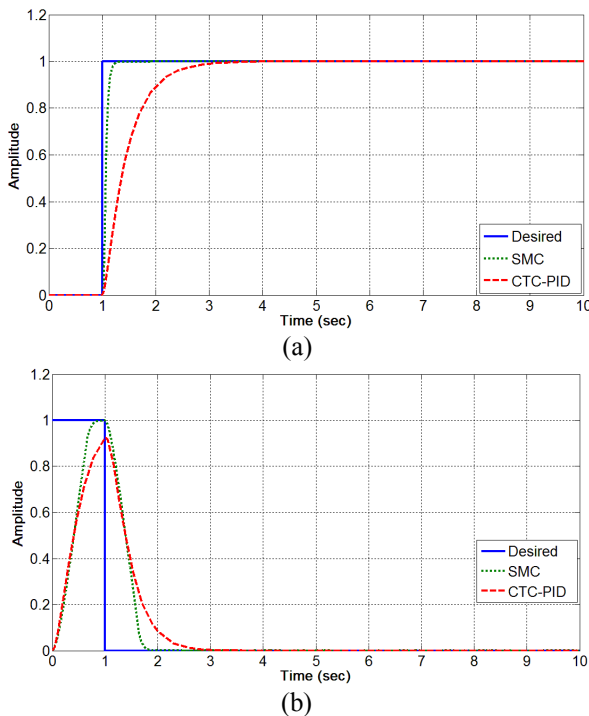 1.2
1
0.8
0.6
0.4
0.2
0
Amplitude
0 1 2 3 4 5 6 7 8 9 10
Time (sec)
Desired
SMC
CTC-PID
(a)
1.2
1
0.8
0.6
0.4
0.2
0
Amplitude
0 1 2 3 4 5 6 7 8 9 10
Time (sec)
Desired
SMC
CTC-PID
(b)